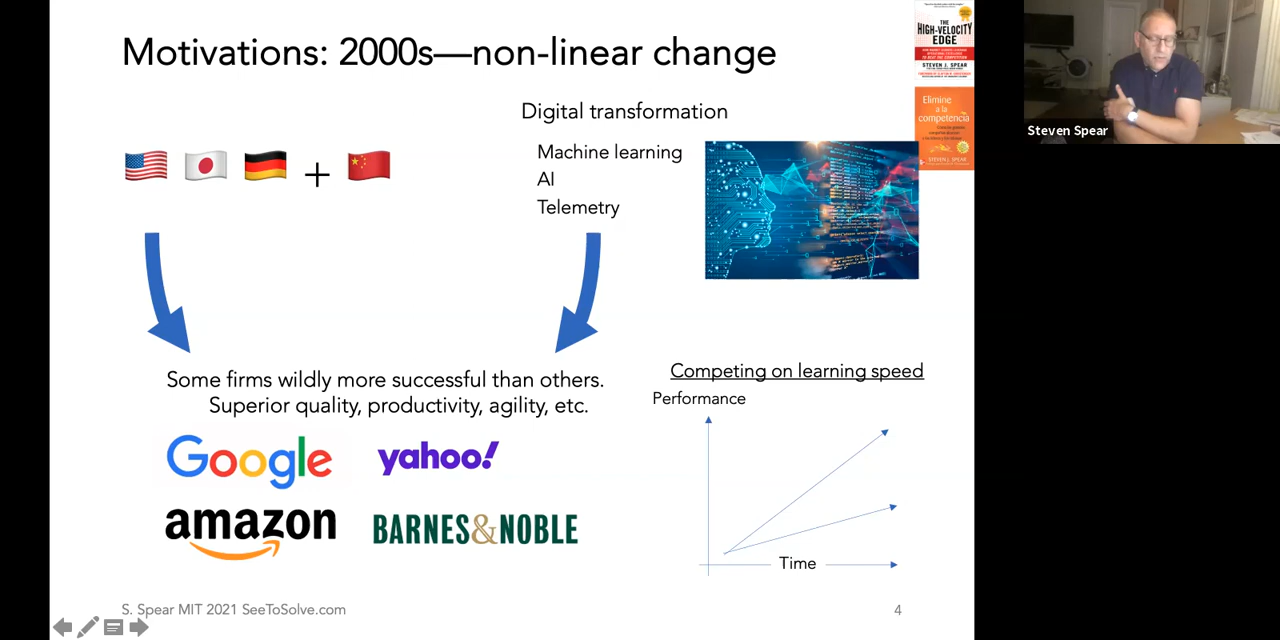 Motivations: 2000s—non-linear change
Digital transformation
Machine learning
AI
Telemetry
Some firms wildly more successful than others.
Superior quality, productivity, agility, etc.
Google
yahoo!
amazon
BARNES&NOBLE
Competing on learning speed
Performance
Time
S. Spear MIT 2021 SeeToSolve.com
4
THE
HIGH-VELOCITY
EDGE
STEVEN J. SPEAR
Elimine
a la
competencia
STEVEN J. SPEAR
Steven Spear